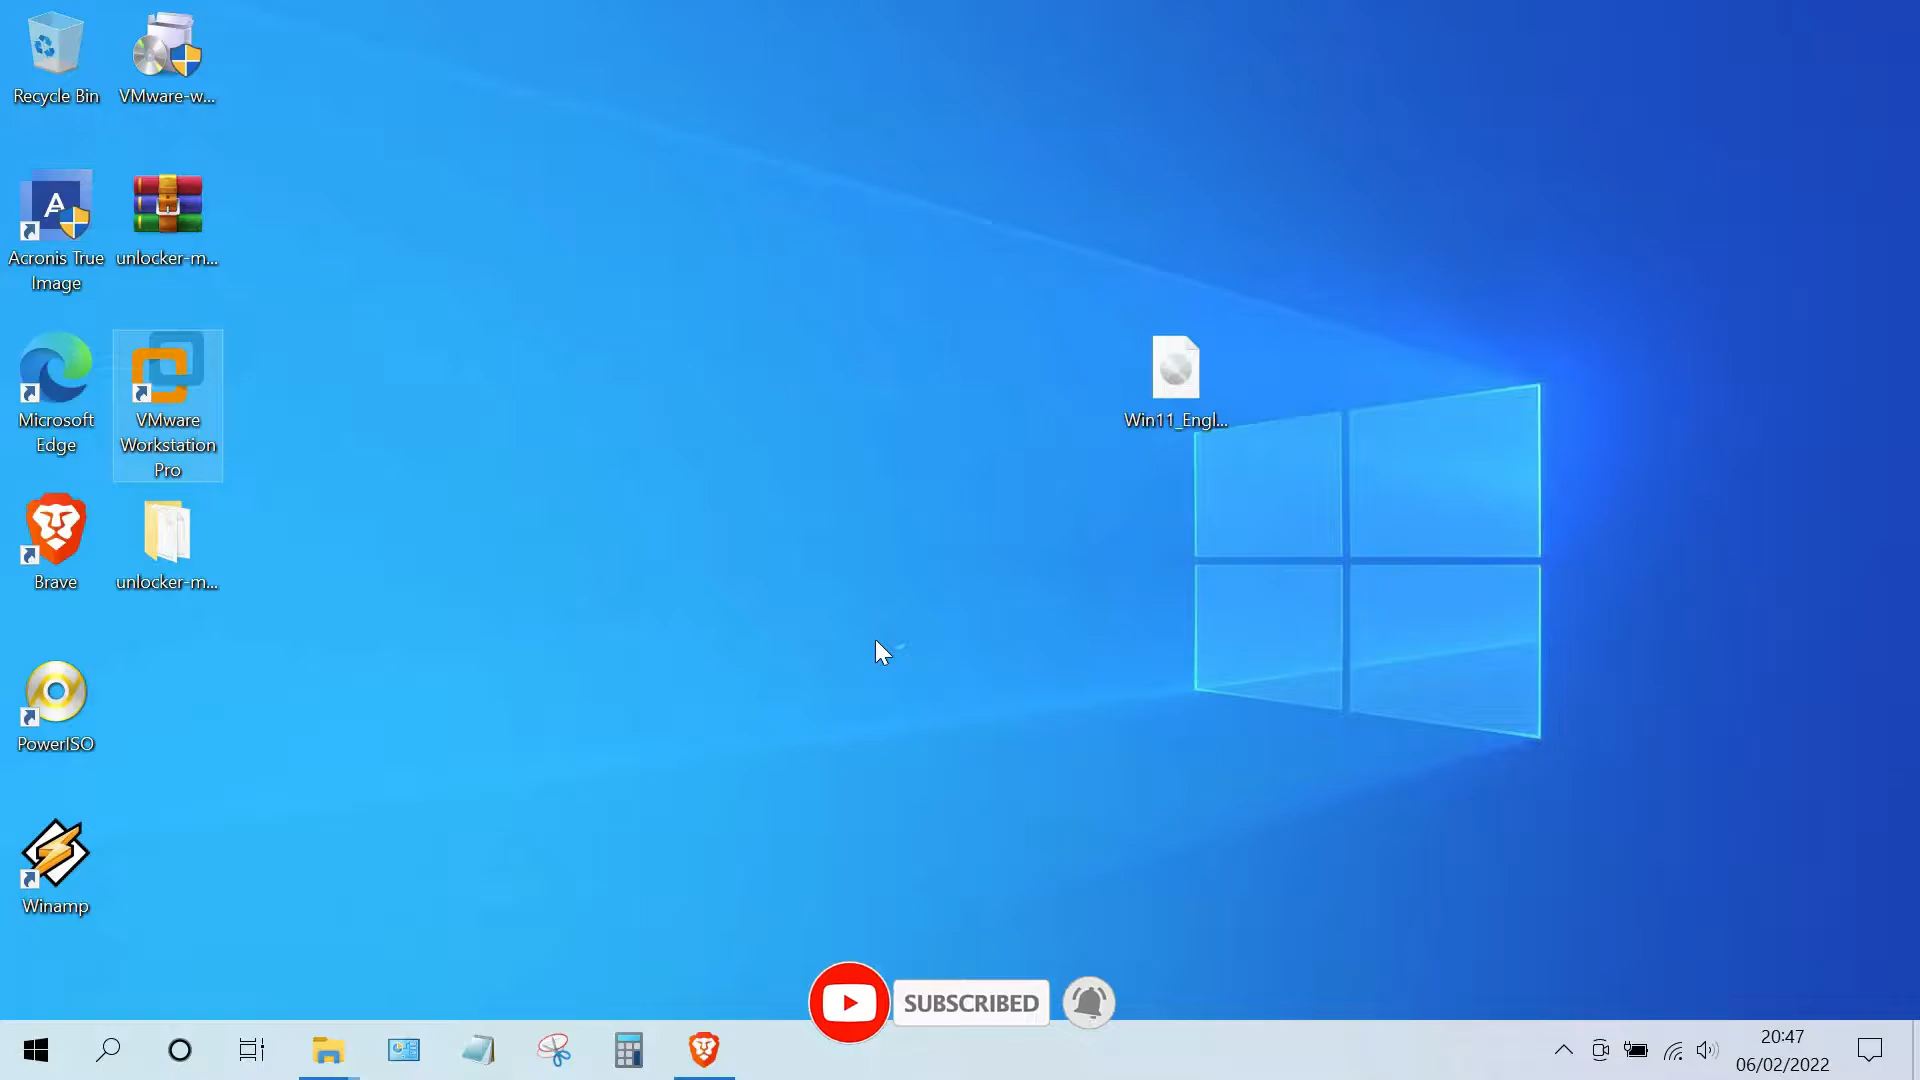 Recycle Bin
VMware-w...
Acronis True
Image
unlocker-m...
Microsoft
Edge
VMware
Workstation
Pro
Win11_Engl...
Brave
unlocker-m...
PowerISO
Winamp
SUBSCRIBED
20:47
06/02/2022